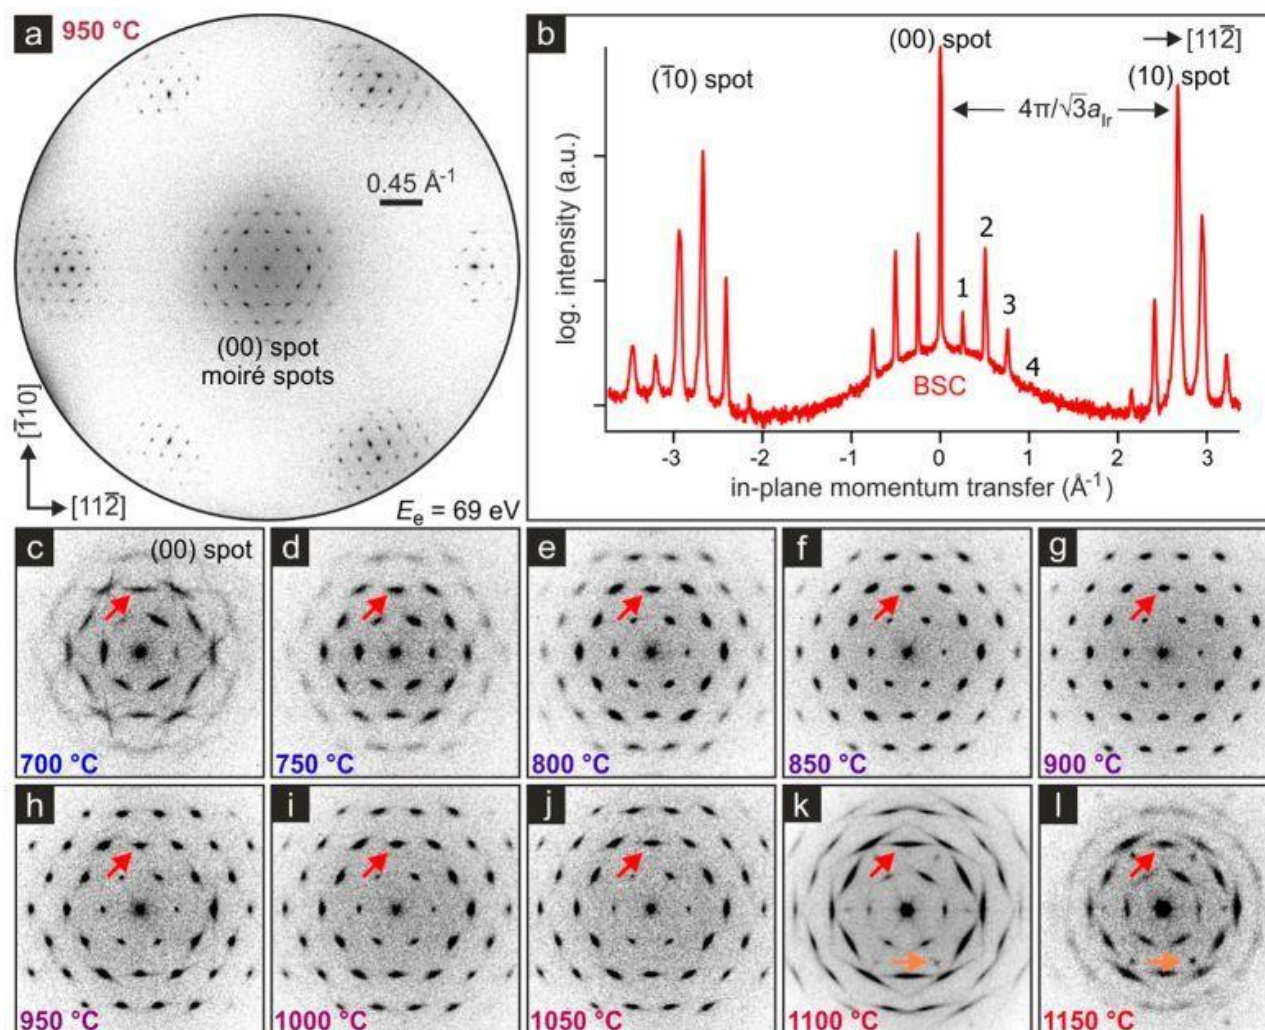 a
950 °C
0.45 Å⁻¹
(00) spot
moiré spots
[1̅10]
[112̅]
Eₑ = 69 eV
b
(00) spot
[112̅]
(1̅0) spot
(10) spot
4π/√3aIr
log. intensity (a.u.)
1
2
3
4
BSC
-3
-2
-1
0
1
2
3
in-plane momentum transfer (Å⁻¹)
c
(00) spot
700 °C
d
750 °C
e
800 °C
f
850 °C
g
900 °C
h
950 °C
i
1000 °C
j
1050 °C
k
1100 °C
l
1150 °C